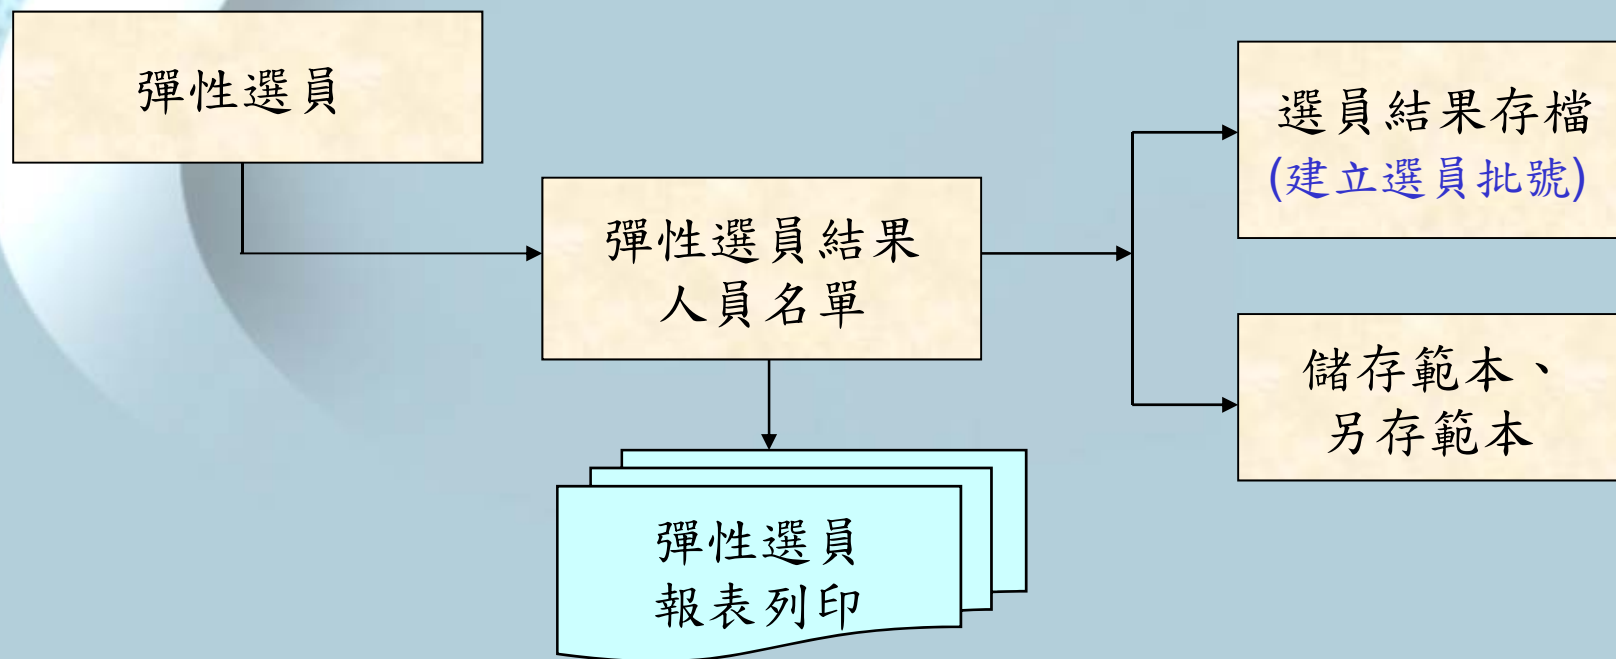 彈性選員
彈性選員結果
人員名單
選員結果存檔
(建立選員批號)
儲存範本、
另存範本
彈性選員
報表列印